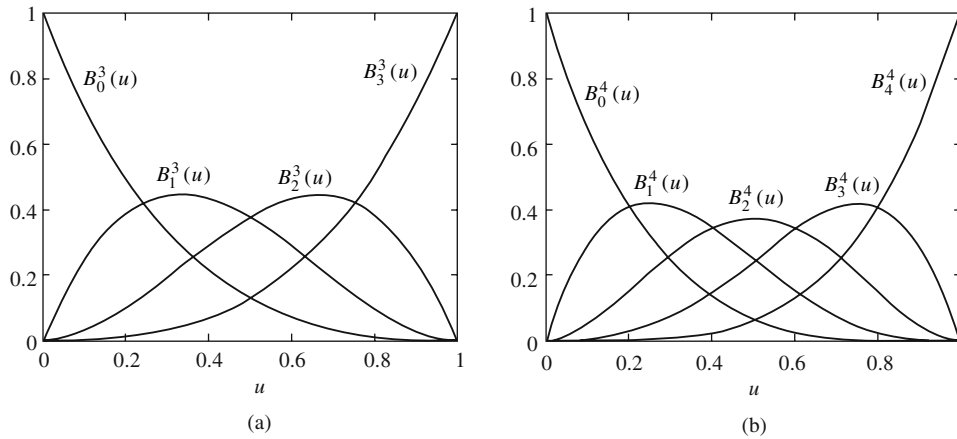 1
0.8
0.6
0.4
0.2
0
0 0.2 0.4 0.6 0.8 1
u
(a)
B_0^3(u)
B_1^3(u)
B_2^3(u)
B_3^3(u)
1
0.8
0.6
0.4
0.2
0
0 0.2 0.4 0.6 0.8
u
(b)
B_0^4(u)
B_1^4(u)
B_2^4(u)
B_3^4(u)
B_4^4(u)